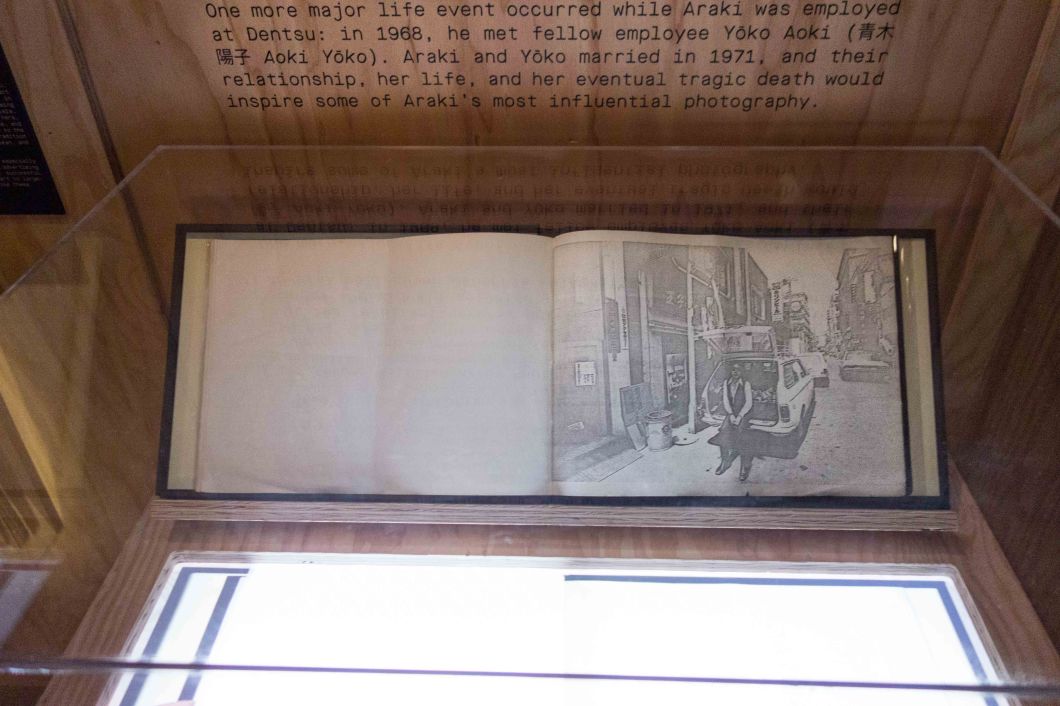 One more major life event occurred while Araki was employed
at Dentsu: in 1968, he met fellow employee Yōko Aoki (青木
陽子 Aoki Yōko). Araki and Yōko married in 1971, and their
relationship, her life, and her eventual tragic death would
inspire some of Araki's most influential photography.